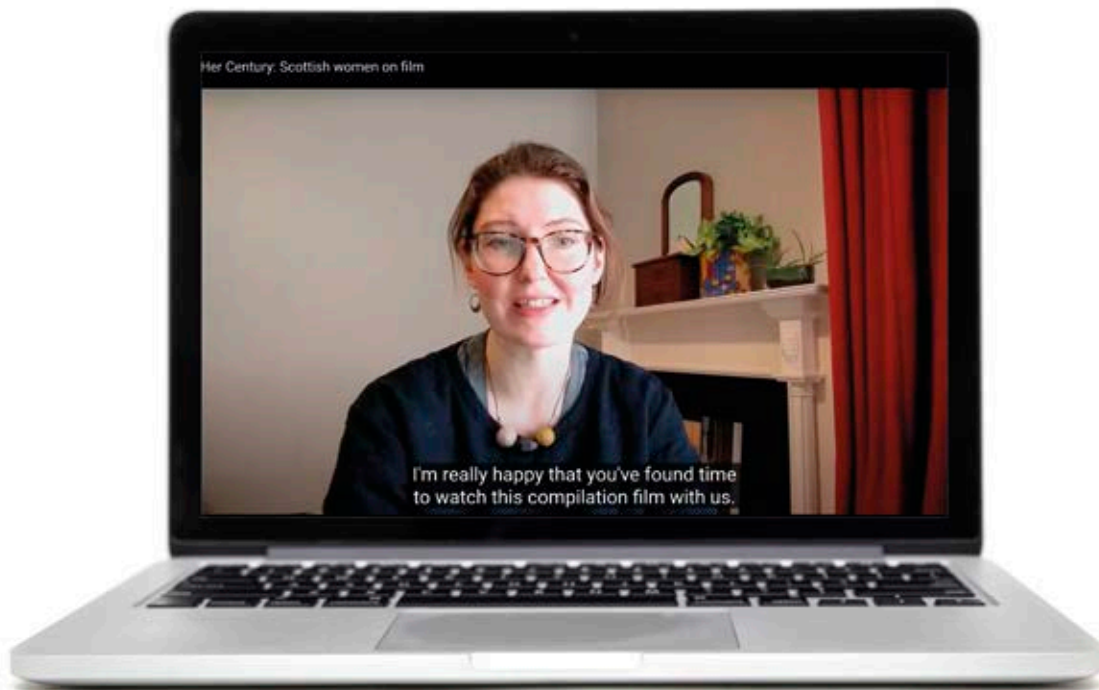 Her Century: Scottish women on film
I'm really happy that you've found time
to watch this compilation film with us.